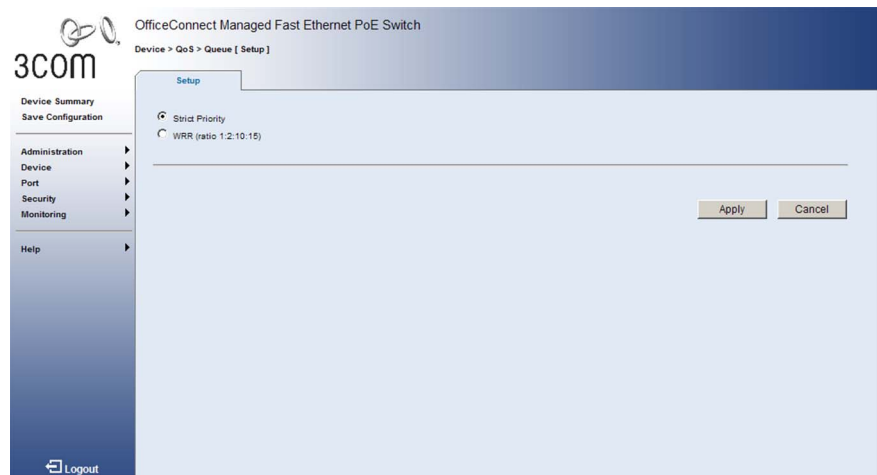 3COM
OfficeConnect Managed Fast Ethernet PoE Switch
Device > QoS > Queue [ Setup ]
Setup
Device Summary
Save Configuration
Administration
Device
Port
Security
Monitoring
Help
Logout
Strict Priority
WRR (ratio 1:2:10:15)
Apply Cancel